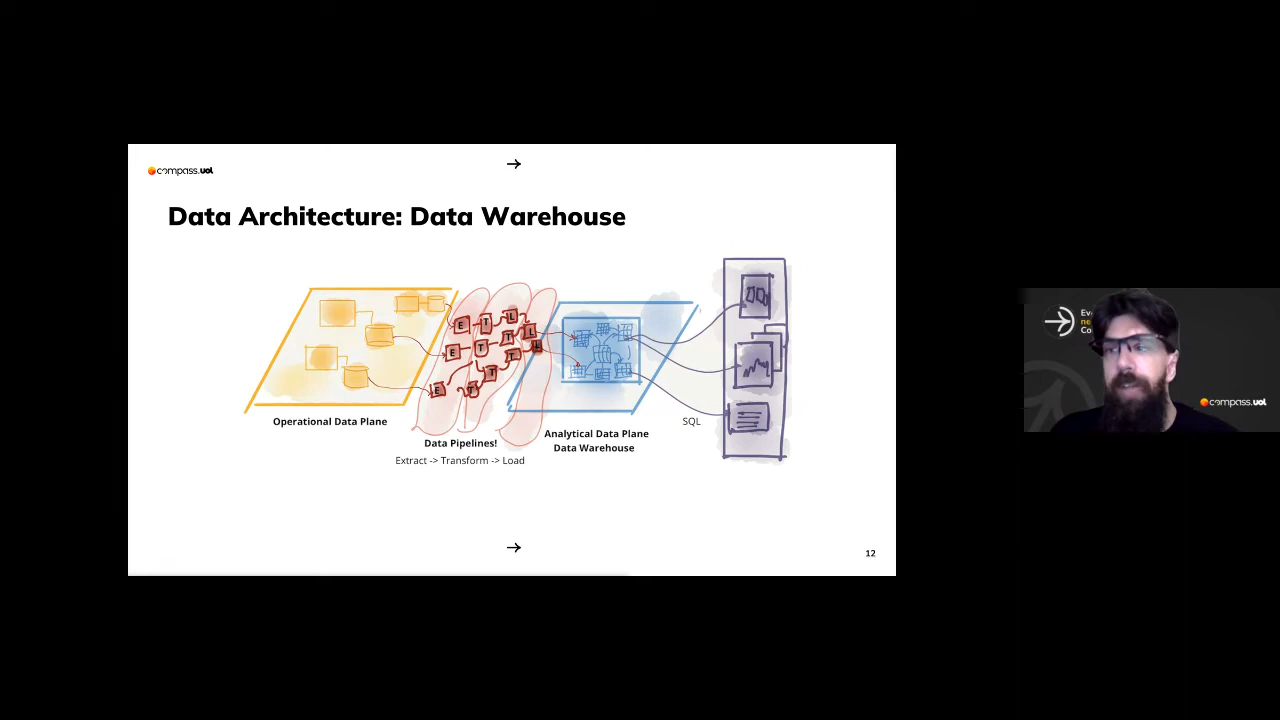 compass.uol
→
Data Architecture: Data Warehouse
E T L
L
E T T L
E T T T
Operational Data Plane
Data Pipelines!
Extract -> Transform -> Load
Analytical Data Plane
Data Warehouse
SQL
→
12
compass.uol